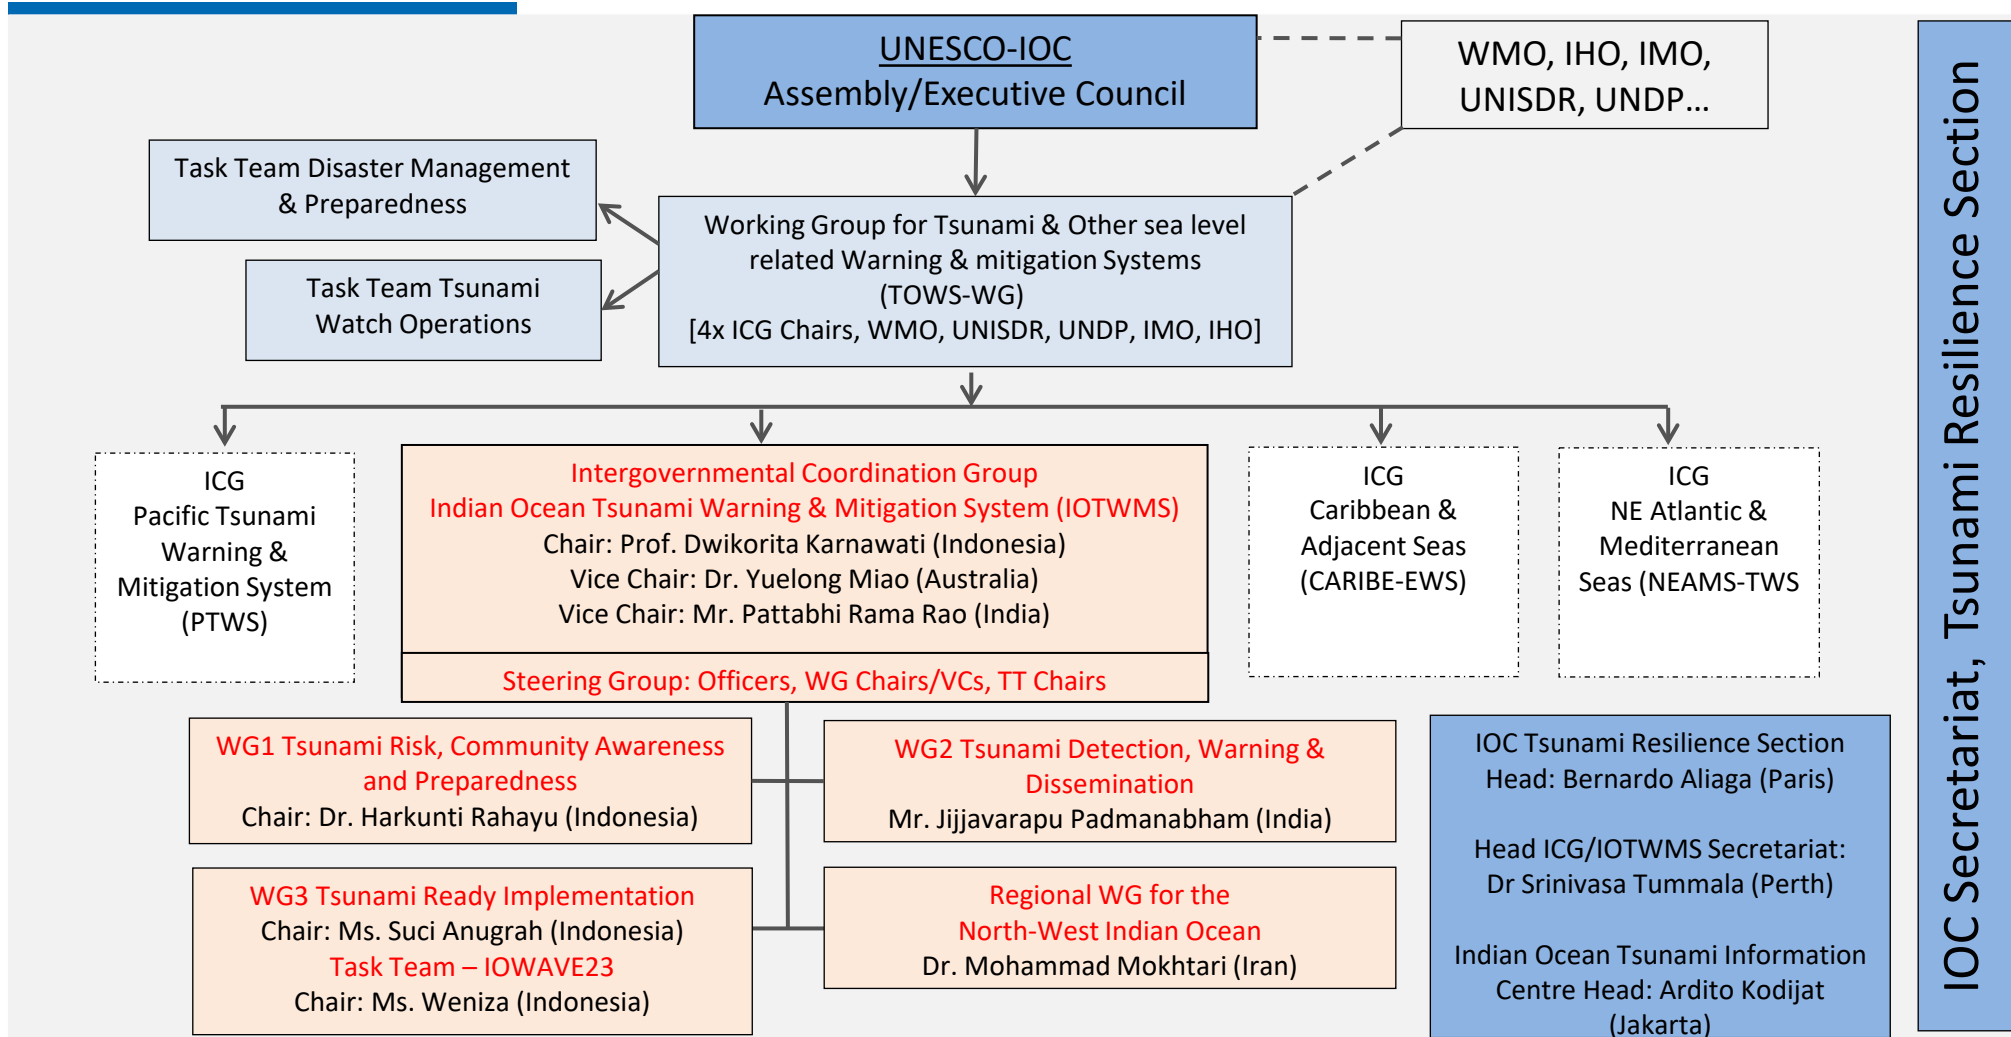 UNESCO-IOC
Assembly/Executive Council
WMO, IHO, IMO,
UNISDR, UNDP...
Task Team Disaster Management
& Preparedness
Task Team Tsunami
Watch Operations
Working Group for Tsunami & Other sea level
related Warning & mitigation Systems
(TOWS-WG)
[4x ICG Chairs, WMO, UNISDR, UNDP, IMO, IHO]
ICG
Pacific Tsunami
Warning &
Mitigation System
(PTWS)
Intergovernmental Coordination Group
Indian Ocean Tsunami Warning & Mitigation System (IOTWMS)
Chair: Prof. Dwikorita Karnawati (Indonesia)
Vice Chair: Dr. Yuelong Miao (Australia)
Vice Chair: Mr. Pattabhi Rama Rao (India)
Steering Group: Officers, WG Chairs/VCs, TT Chairs
ICG
Caribbean &
Adjacent Seas
(CARIBE-EWS)
ICG
NE Atlantic &
Mediterranean
Seas (NEAMS-TWS
WG1 Tsunami Risk, Community Awareness
and Preparedness
Chair: Dr. Harkunti Rahayu (Indonesia)
WG2 Tsunami Detection, Warning &
Dissemination
Mr. Jijjavarapu Padmanabham (India)
WG3 Tsunami Ready Implementation
Chair: Ms. Suci Anugrah (Indonesia)
Task Team – IOWAVE23
Chair: Ms. Weniza (Indonesia)
Regional WG for the
North-West Indian Ocean
Dr. Mohammad Mokhtari (Iran)
IOC Tsunami Resilience Section
Head: Bernardo Aliaga (Paris)
Head ICG/IOTWMS Secretariat:
Dr Srinivasa Tummala (Perth)
Indian Ocean Tsunami Information
Centre Head: Ardito Kodijat
(Jakarta)
IOC Secretariat, Tsunami Resilience Section